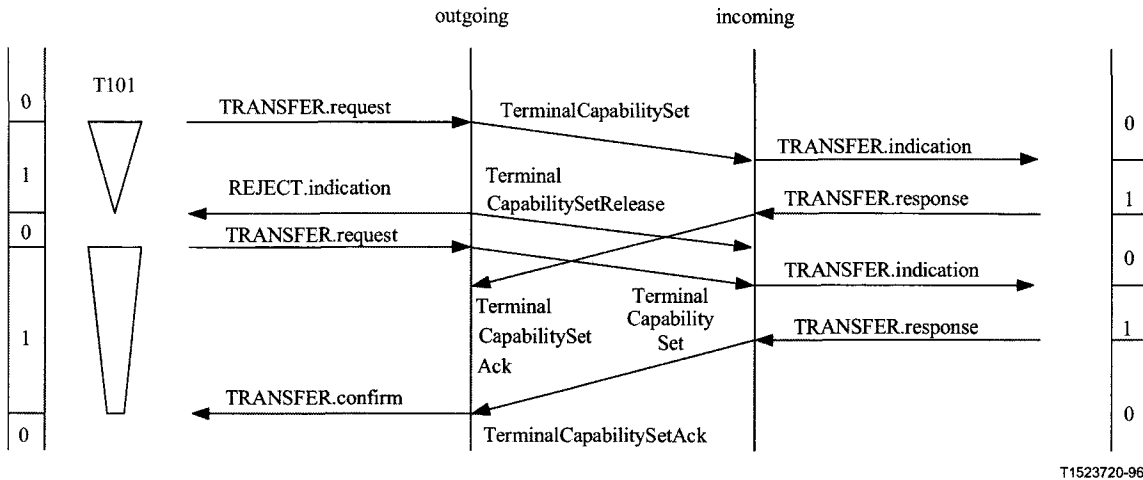 outgoing
incoming
T101
0
TRANSFER.request
TerminalCapabilitySet
0
TRANSFER.indication
1
REJECT.indication
Terminal
CapabilitySetRelease
TRANSFER.response
1
0
TRANSFER.request
0
TRANSFER.indication
Terminal
CapabilitySet
Ack
Terminal
Capability
Set
1
TRANSFER.response
1
TRANSFER.confirm
0
0
TerminalCapabilitySetAck
T1523720-96